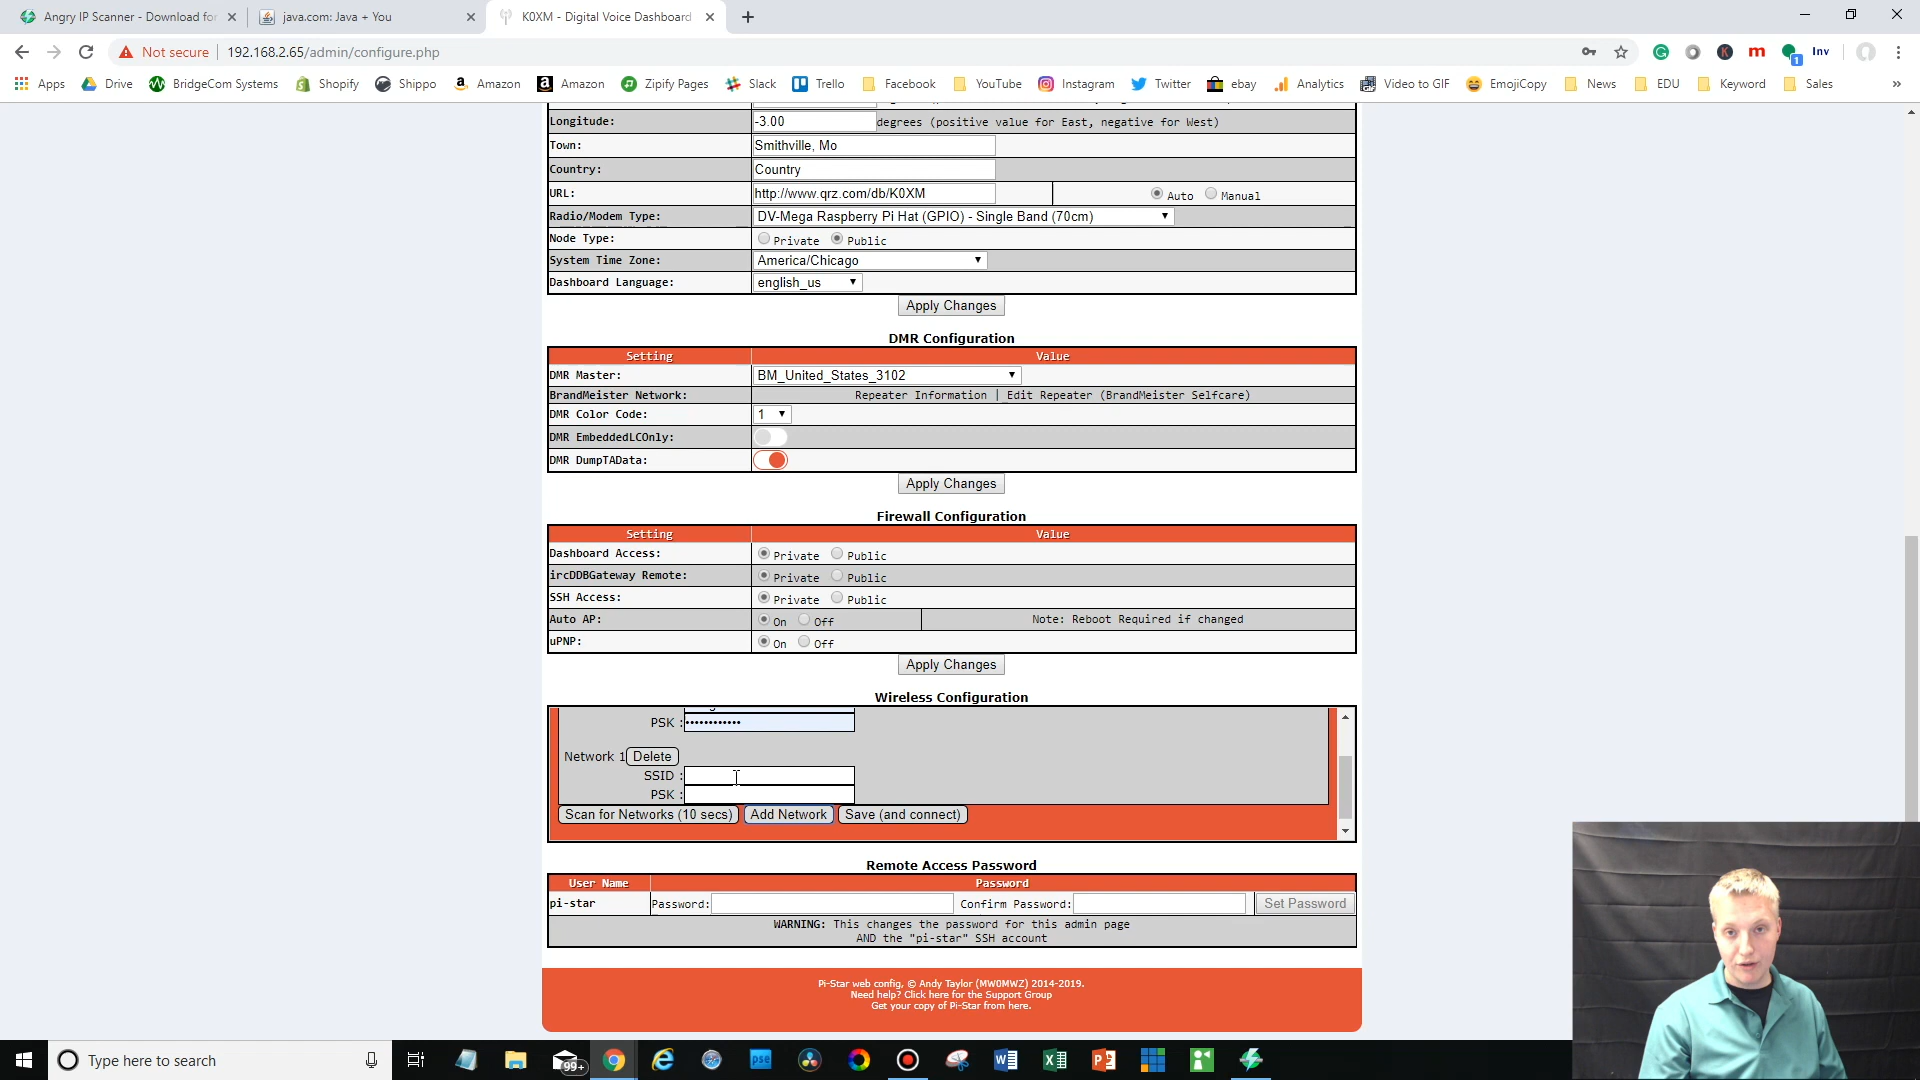 Angry IP Scanner - Download for
java.com: Java + You
K0XM - Digital Voice Dashboard
Not secure
192.168.2.65/admin/configure.php
Inv
1
Apps
Drive
BridgeCom Systems
Shopify
Shippo
Amazon
Amazon
Zipify Pages
Slack
Trello
Facebook
YouTube
Instagram
Twitter
ebay
Analytics
Video to GIF
EmojiCopy
News
EDU
Keyword
Sales
Longitude: -3.00 degrees (positive value for East, negative for West)
Town: Smithville, Mo
Country: Country
URL: http://www.qrz.com/db/K0XM Auto Manual
Radio/Modem Type: DV-Mega Raspberry Pi Hat (GPIO) - Single Band (70cm)
Node Type: Private Public
System Time Zone: America/Chicago
Dashboard Language: english_us
Apply Changes
DMR Configuration
Setting Value
DMR Master: BM_United_States_3102
BrandMeister Network: Repeater Information | Edit Repeater (BrandMeister Selfcare)
DMR Color Code: 1
DMR EmbeddedLCOnly:
DMR DumpTAData:
Apply Changes
Firewall Configuration
Setting Value
Dashboard Access: Private Public
ircDDBGateway Remote: Private Public
SSH Access: Private Public
Auto AP: On Off Note: Reboot Required if changed
uPNP: On Off
Apply Changes
Wireless Configuration
PSK : ••••••••••••
Network 1 Delete
SSID :
PSK :
Scan for Networks (10 secs) Add Network Save (and connect)
Remote Access Password
User Name Password
pi-star Password: Confirm Password: Set Password
WARNING: This changes the password for this admin page
AND the "pi-star" SSH account
Pi-Star web config, © Andy Taylor (MW0MWZ) 2014-2019.
Need help? Click here for the Support Group
Get your copy of Pi-Star from here.
Type here to search
99+
pse